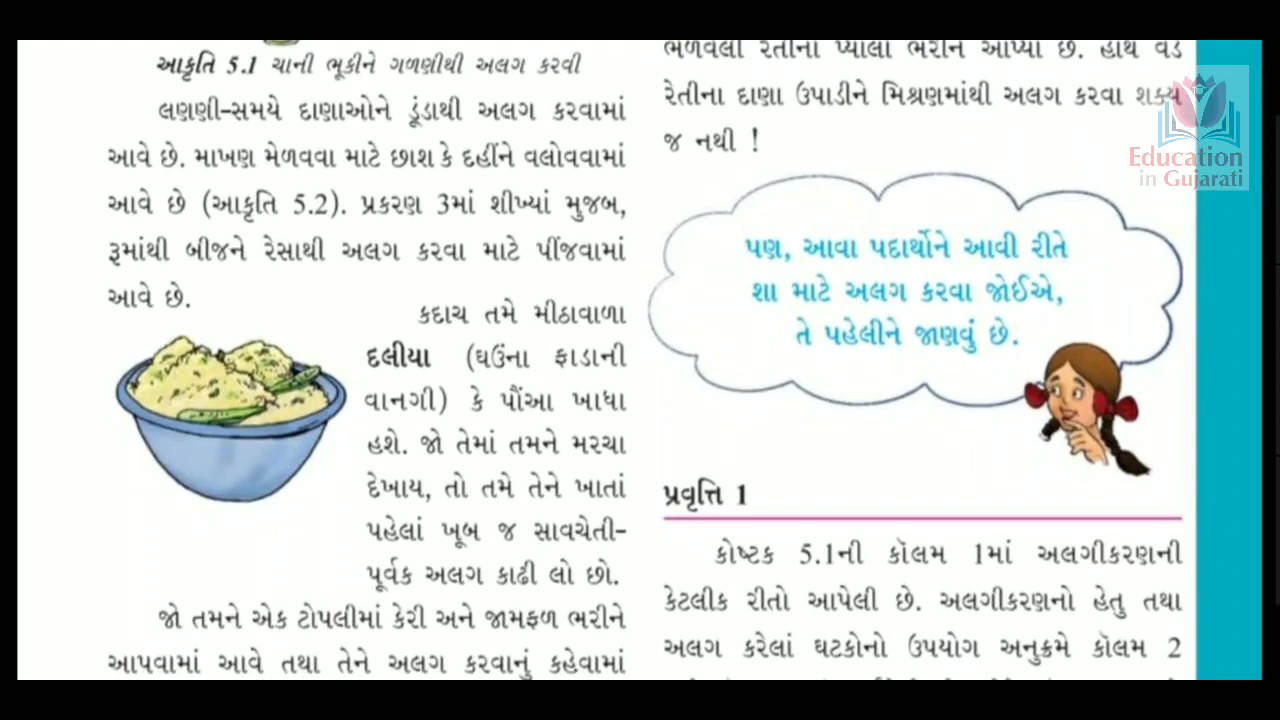 આકૃતિ 5.1 ચાની ભૂકીને ગળણીથી અલગ કરવી
લણણી-સમયે દાણાઓને ડૂંડાથી અલગ કરવામાં
આવે છે. માખણ મેળવવા માટે છાશ કે દહીંને વલોવવામાં
આવે છે (આકૃતિ 5.2). પ્રકરણ 3માં શીખ્યાં મુજબ,
રૂમાંથી બીજને રેસાથી અલગ કરવા માટે પીંજવામાં
આવે છે.
કદાચ તમે મીઠાવાળા
દલીયા (ઘઉંના ફાડાની
વાનગી) કે પૌંઆ ખાધા
હશે. જો તેમાં તમને મરચા
દેખાય, તો તમે તેને ખાતાં
પહેલાં ખૂબ જ સાવચેતી-
પૂર્વક અલગ કાઢી લો છો.
જો તમને એક ટોપલીમાં કેરી અને જામફળ ભરીને
આપવામાં આવે તથા તેને અલગ કરવાનું કહેવામાં
ભેળવેલી રેતીના પ્યાલા ભરીને આપ્યા છે. હાથ વડે
રેતીના દાણા ઉપાડીને મિશ્રણમાંથી અલગ કરવા શક્ય
જ નથી !
પણ, આવા પદાર્થોને આવી રીતે
શા માટે અલગ કરવા જોઈએ,
તે પહેલીને જાણવું છે.
પ્રવૃત્તિ 1
કોષ્ટક 5.1ની કૉલમ 1માં અલગીકરણની
કેટલીક રીતો આપેલી છે. અલગીકરણનો હેતુ તથા
અલગ કરેલાં ઘટકોનો ઉપયોગ અનુક્રમે કૉલમ 2
Education
in Gujarati